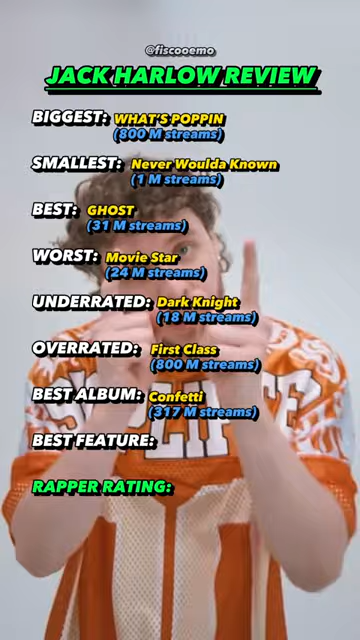 @fiscooemo
JACK HARLOW REVIEW
BIGGEST: WHAT'S POPPIN
(800 M streams)
SMALLEST: Never Woulda Known
(1 M streams)
BEST: GHOST
(31 M streams)
WORST: Movie Star
(24 M streams)
UNDERRATED: Dark Knight
(18 M streams)
OVERRATED: First Class
(800 M streams)
BEST ALBUM: Confetti
(317 M streams)
BEST FEATURE:
RAPPER RATING: